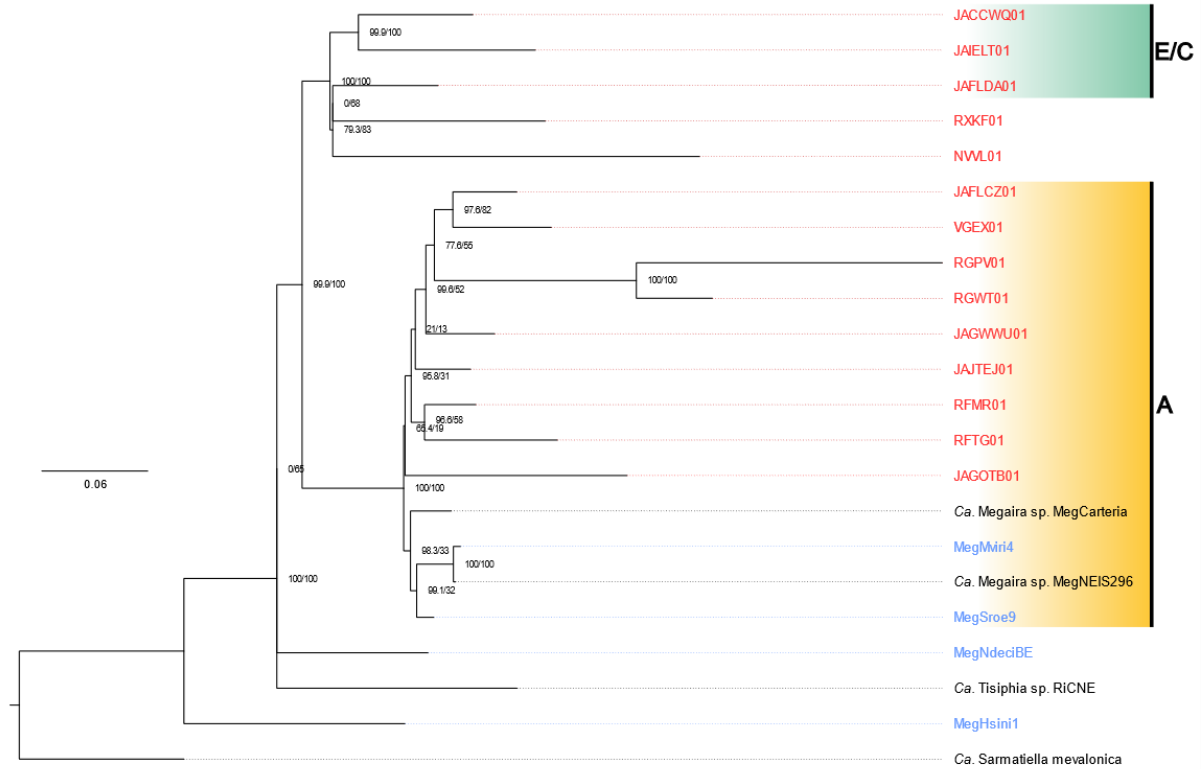 JACCWQ01
99.9/100
JAIELT01
E/C
100/100
JAFLDA01
0/68
RXKF01
79.3/83
NVVL01
JAFLCZ01
97.6/82
VGEX01
77.6/55
RGPV01
100/100
99.9/100
99.6/52
RGWT01
21/13
JAGWWU01
95.8/31
JAJTEJ01
RFMR01
A
96.6/58
65.4/19
RFTG01
0/65
JAGOTB01
0.06
100/100
Ca. Megaira sp. MegCarteria
98.3/33
MegMviri4
100/100
100/100
Ca. Megaira sp. MegNEIS296
99.1/32
MegSroe9
MegNdeciBE
Ca. Tisiphia sp. RiCNE
MegHsini1
Ca. Sarmatiella mevalonica